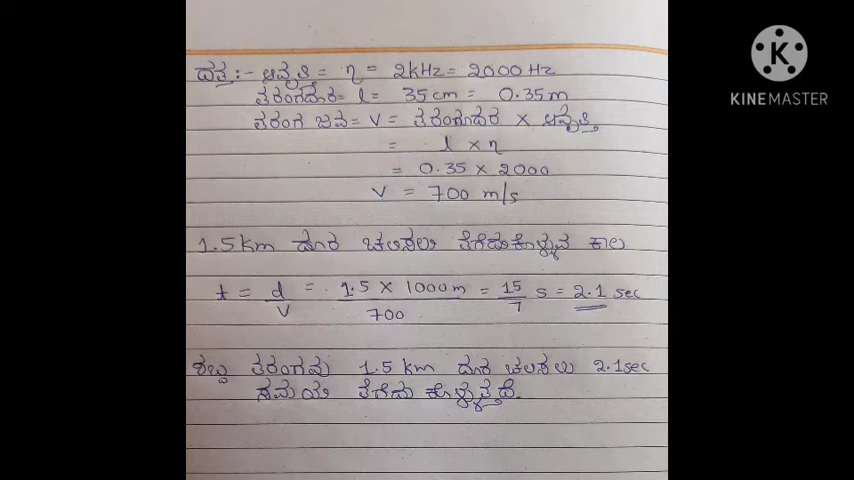 ದತ್ತ:- ಆವೃತ್ತಿ = η = 2kHz = 2000 Hz
ತರಂಗದೂರ = l = 35 cm = 0.35 m
ತರಂಗ ಜವ = V = ತರಂಗದೂರ × ಆವೃತ್ತಿ
= l × η
= 0.35 × 2000
V = 700 m/s
1.5 km ದೂರ ಚಲಿಸಲು ತೆಗೆದುಕೊಳ್ಳುವ ಕಾಲ
t = d/V = 1.5 × 1000 m/700 = 15/7 s = 2.1 sec
ಶಬ್ದ ತರಂಗವು 1.5 km ದೂರ ಚಲಿಸಲು 2.1 sec
ಸಮಯ ತೆಗೆದು ಕೊಳ್ಳುತ್ತದೆ.
KINEMASTER